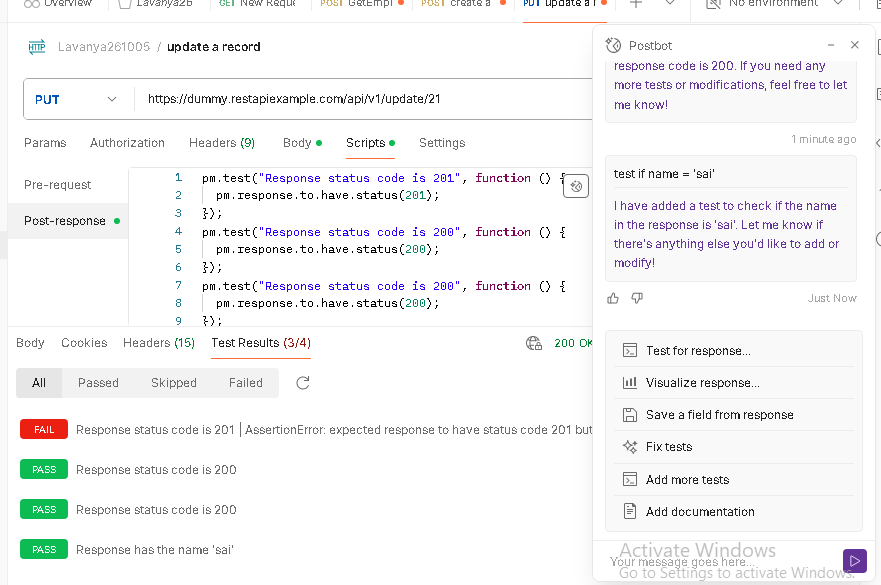 Overview Lavanya26 GET New Reque POST GetEmpl POST create a PUT update a r No environment
HTTP Lavanya261005 / update a record
PUT https://dummy.restapiexample.com/api/v1/update/21
Params Authorization Headers (9) Body Scripts Settings
Pre-request
Post-response
1 pm.test("Response status code is 201", function () {
2 pm.response.to.have.status(201);
3 });
4 pm.test("Response status code is 200", function () {
5 pm.response.to.have.status(200);
6 });
7 pm.test("Response status code is 200", function () {
8 pm.response.to.have.status(200);
9 });
Body Cookies Headers (15) Test Results (3/4) 200 OK
All Passed Skipped Failed
FAIL Response status code is 201 | AssertionError: expected response to have status code 201 but
PASS Response status code is 200
PASS Response status code is 200
PASS Response has the name 'sai'
Postbot
response code is 200. If you need any
more tests or modifications, feel free to let
me know!
1 minute ago
test if name = 'sai'
I have added a test to check if the name
in the response is 'sai'. Let me know if
there's anything else you'd like to add or
modify!
Just Now
Test for response...
Visualize response...
Save a field from response
Fix tests
Add more tests
Add documentation
Your message goes here...
Activate Windows
Go to Settings to activate Windows.